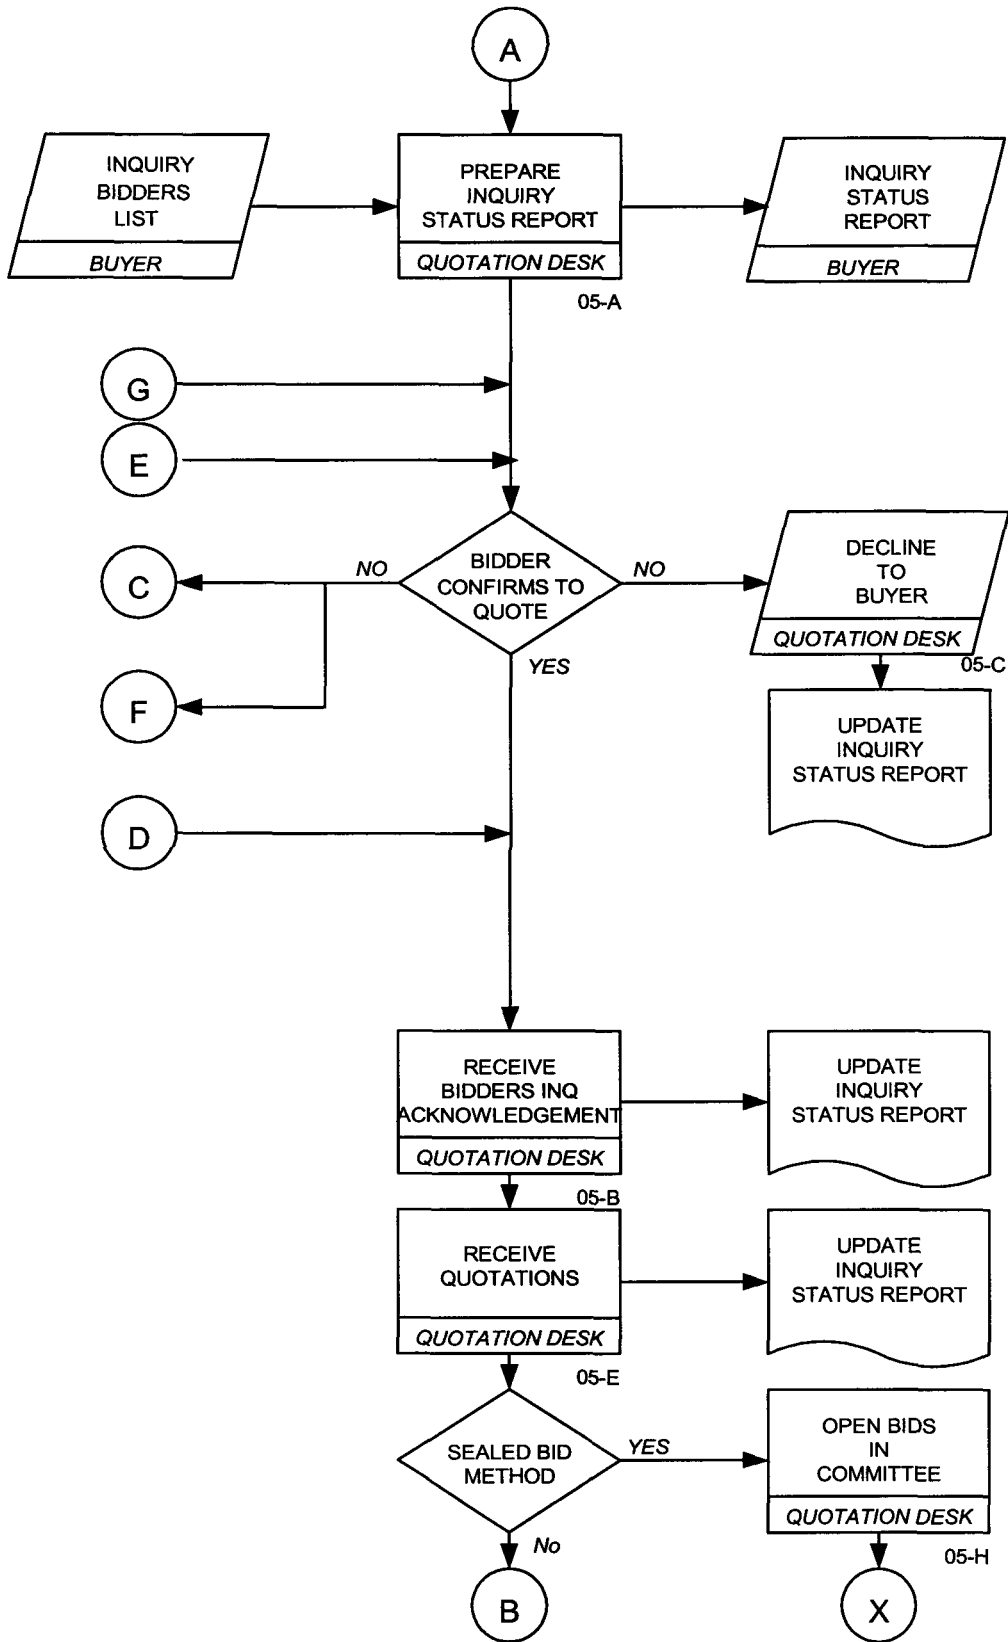 A
INQUIRY
BIDDERS
LIST
BUYER
PREPARE
INQUIRY
STATUS REPORT
QUOTATION DESK
05-A
INQUIRY
STATUS
REPORT
BUYER
G
E
C
NO
BIDDER
CONFIRMS TO
QUOTE
NO
YES
DECLINE
TO
BUYER
QUOTATION DESK
05-C
F
UPDATE
INQUIRY
STATUS REPORT
D
RECEIVE
BIDDERS INQ
ACKNOWLEDGEMENT
QUOTATION DESK
05-B
UPDATE
INQUIRY
STATUS REPORT
RECEIVE
QUOTATIONS
QUOTATION DESK
05-E
UPDATE
INQUIRY
STATUS REPORT
SEALED BID
METHOD
YES
No
OPEN BIDS
IN
COMMITTEE
QUOTATION DESK
05-H
B
X